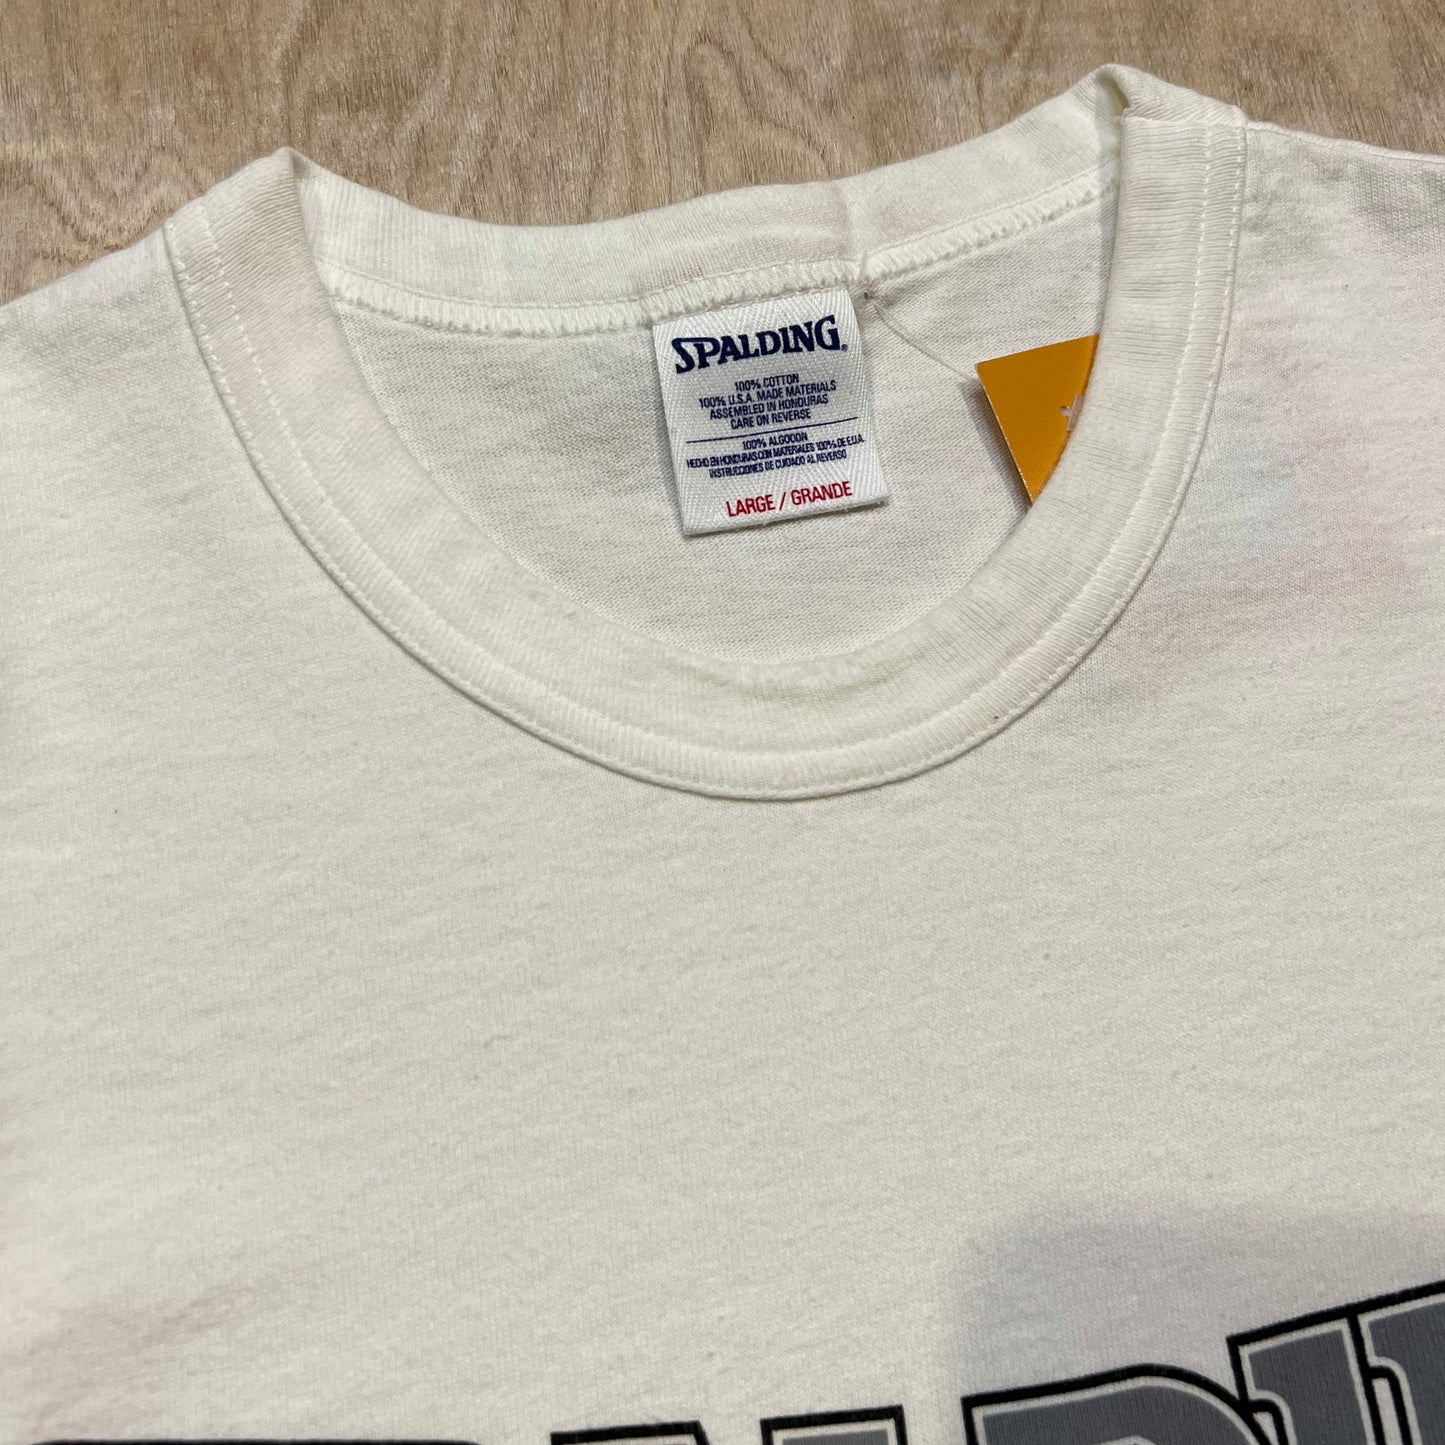 SPALDING®
100% COTTON
100% U.S.A. MADE MATERIALS
ASSEMBLED IN HONDURAS
CARE ON REVERSE
100% ALGODON
HECHO EN HONDURAS CON MATERIALES 100% DE E.U.A.
INSTRUCCIONES DE CUIDADO AL REVERSO
LARGE / GRANDE